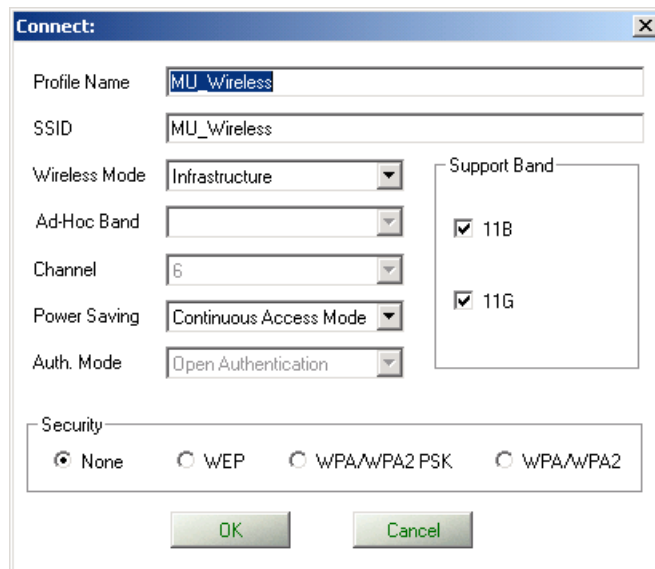 Connect:
Profile Name MU_Wireless
SSID MU_Wireless
Wireless Mode Infrastructure
Support Band
Ad-Hoc Band
11B
Channel 6
11G
Power Saving Continuous Access Mode
Auth. Mode Open Authentication
Security
None WEP WPA/WPA2 PSK WPA/WPA2
OK Cancel